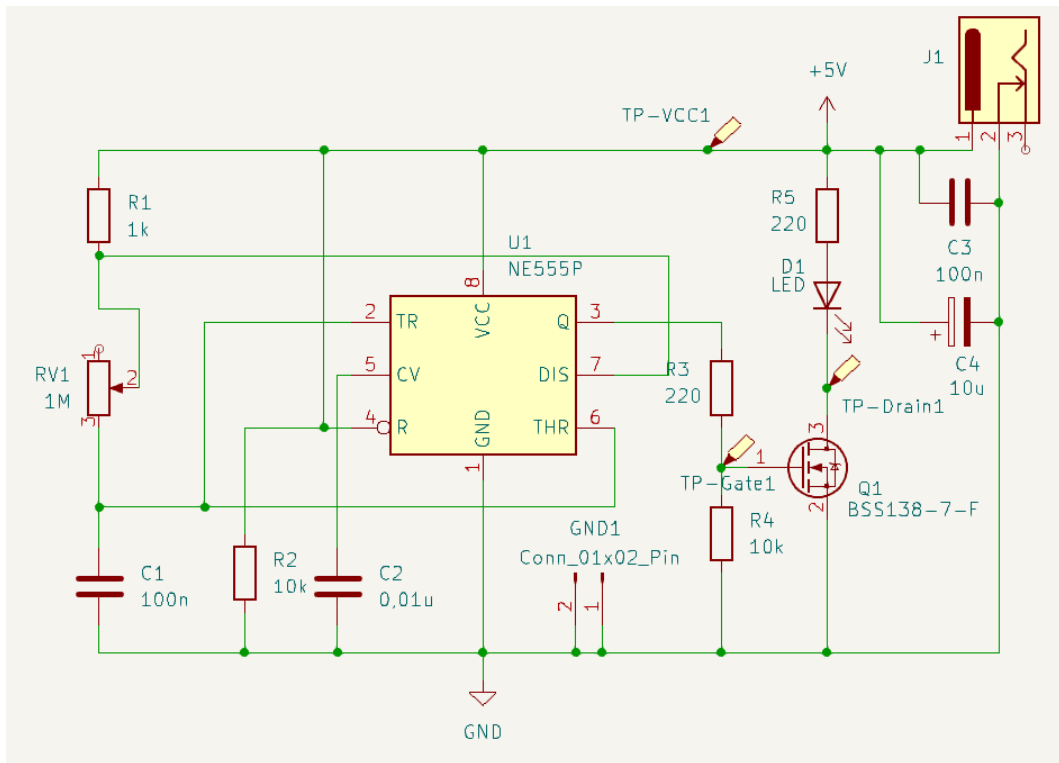 J1
+5V
TP-VCC1
1
2
3
R1
1k
R5
220
U1
NE555P
C3
100n
D1
LED
8
2
TR
VCC
Q
3
1
RV1
1M
2
3
5
CV
DIS
7
R3
220
+
C4
10u
TP-Drain1
4
R
GND
THR
6
3
1
TP-Gate1
1
2
Q1
BSS138-7-F
R4
10k
GND1
Conn_01x02_Pin
2
1
C1
100n
R2
10k
C2
0,01u
GND